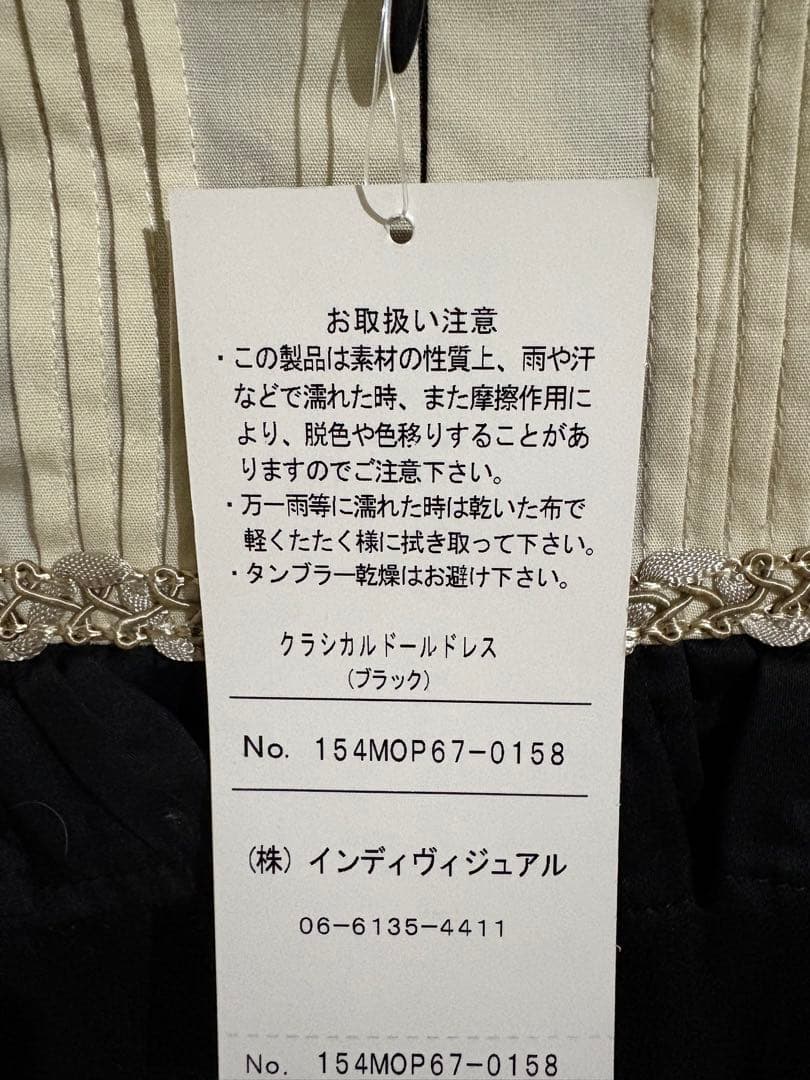 お取扱い注意
・この製品は素材の性質上、雨や汗
などで濡れた時、また摩擦作用に
より、脱色や色移りすることがあ
りますのでご注意下さい。
・万一雨等に濡れた時は乾いた布で
軽くたたく様に拭き取って下さい。
・タンブラー乾燥はお避け下さい。
クラシカルドールドレス
(ブラック)
No. 154MOP67-0158
(株) インディヴィジュアル
06-6135-4411
No. 154MOP67-0158